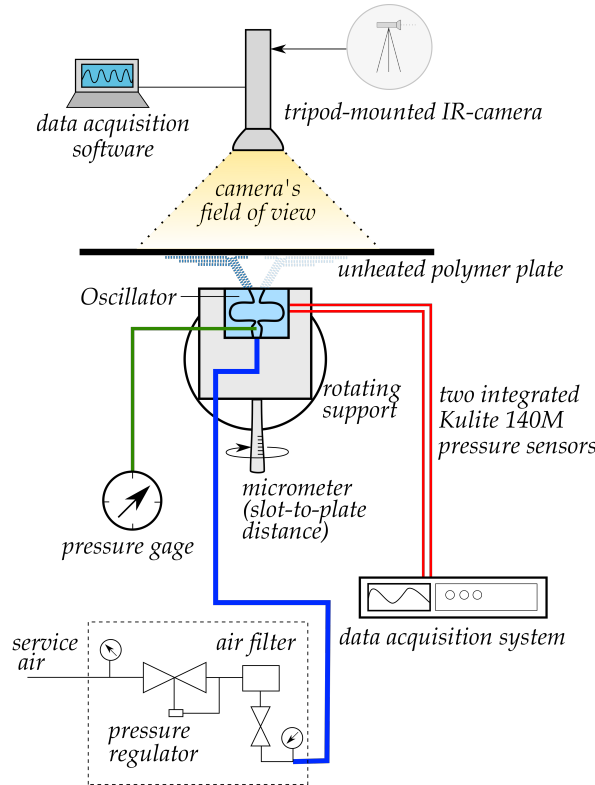 tripod-mounted IR-camera
data acquisition
software
camera's
field of view
unheated polymer plate
Oscillator
rotating
support
two integrated
Kulite 140M
pressure sensors
micrometer
(slot-to-plate
distance)
pressure gage
data acquisition system
service
air
air filter
pressure
regulator